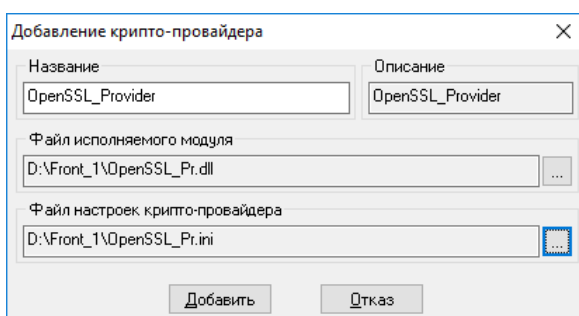 Добавление крипто-провайдера
Название Описание
OpenSSL_Provider OpenSSL_Provider
Файл исполняемого модуля
D:\Front_1\OpenSSL_Pr.dll ...
Файл настроек крипто-провайдера
D:\Front_1\OpenSSL_Pr.ini ...
Добавить Отказ